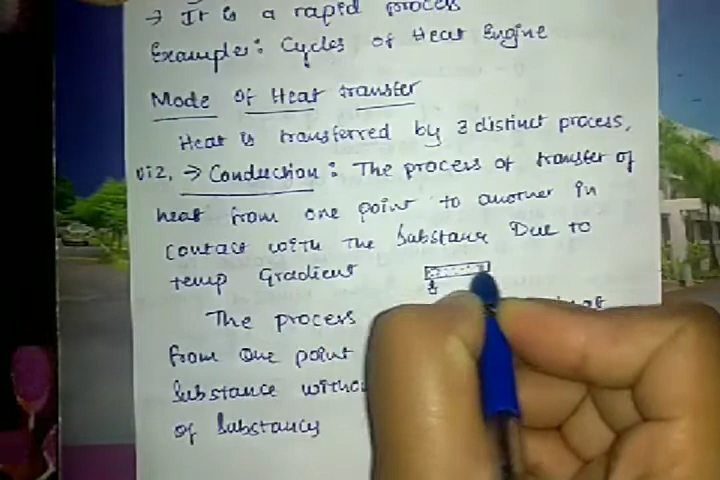 → It is a rapid process
Example: Cycles of Heat Engine
Mode of Heat transfer
Heat is transferred by 3 distinct process,
viz, → Conduction: The process of transfer of
heat from one point to another in
contact with the Substance Due to
temp Gradient
The process
from one point
Substance witho
of Substancy